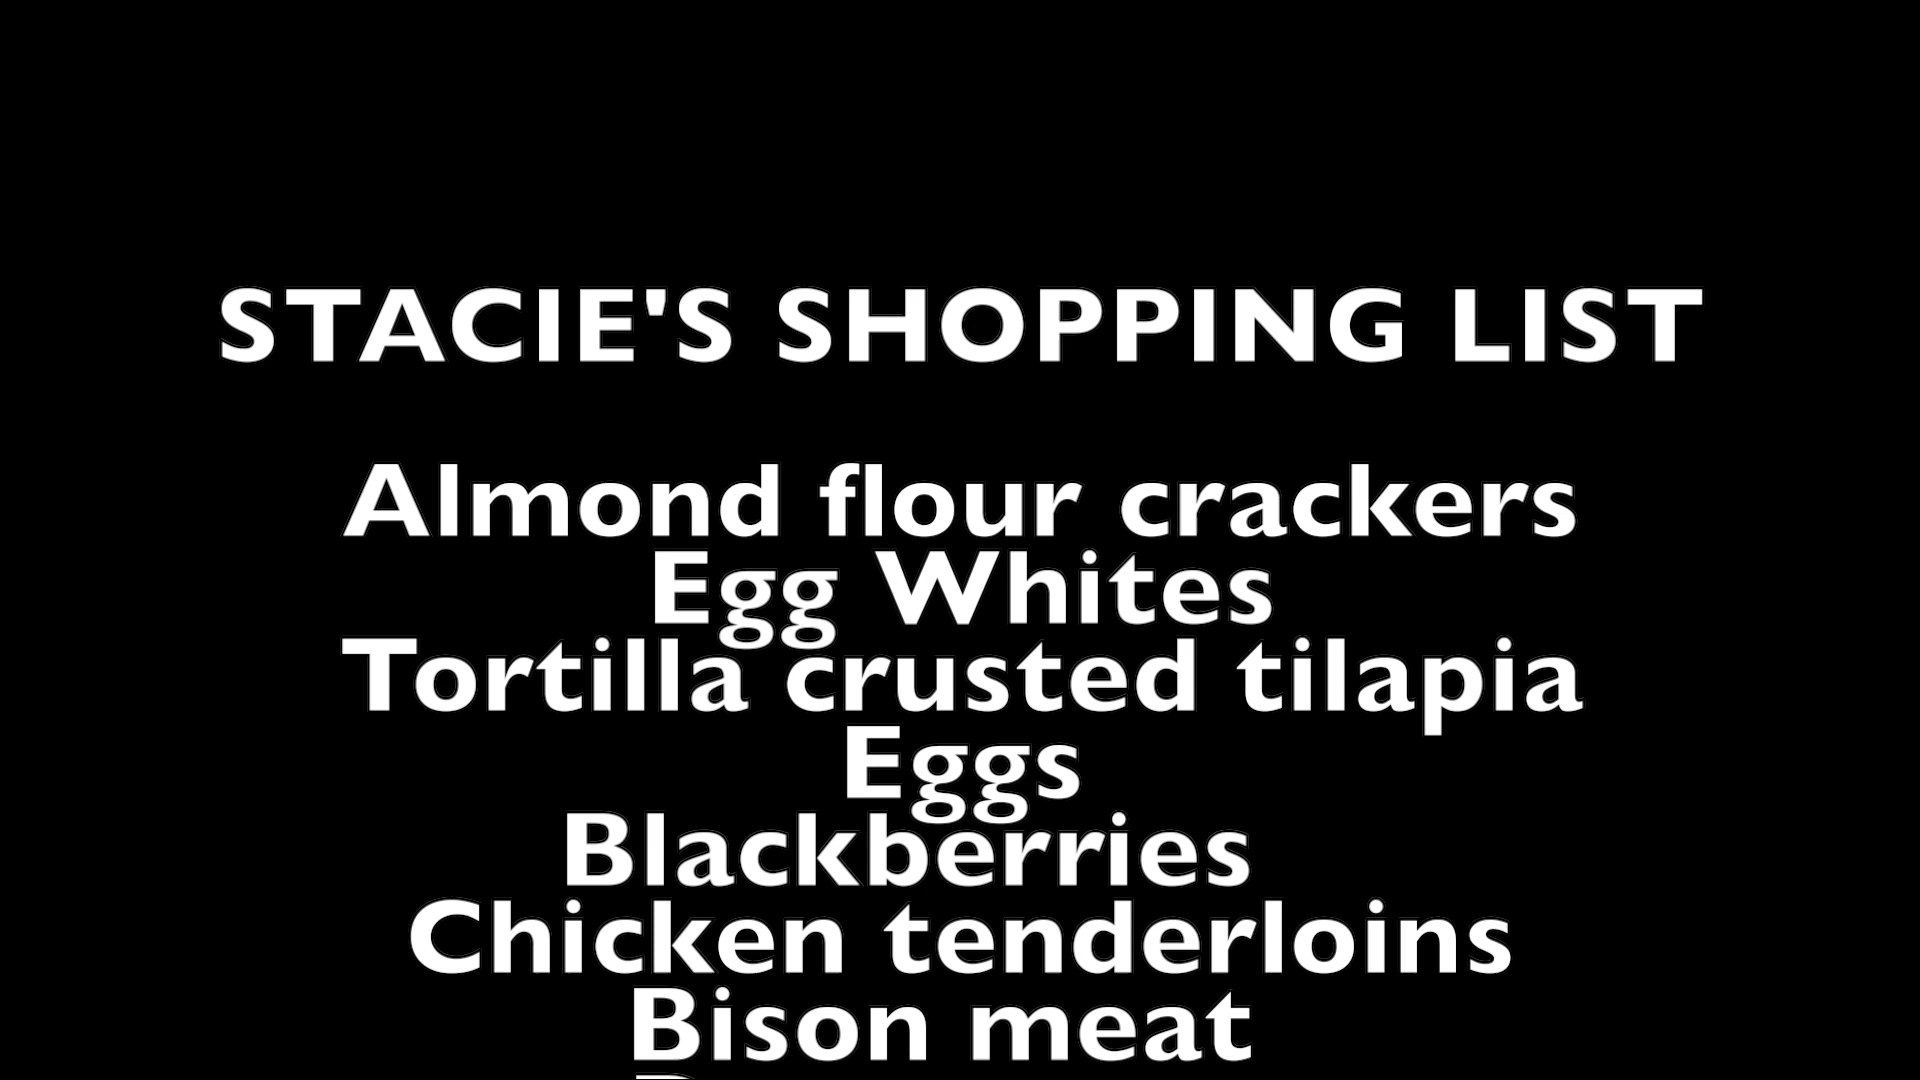 STACIE'S SHOPPING LIST
Almond flour crackers
Egg Whites
Tortilla crusted tilapia
Eggs
Blackberries
Chicken tenderloins
Bison meat